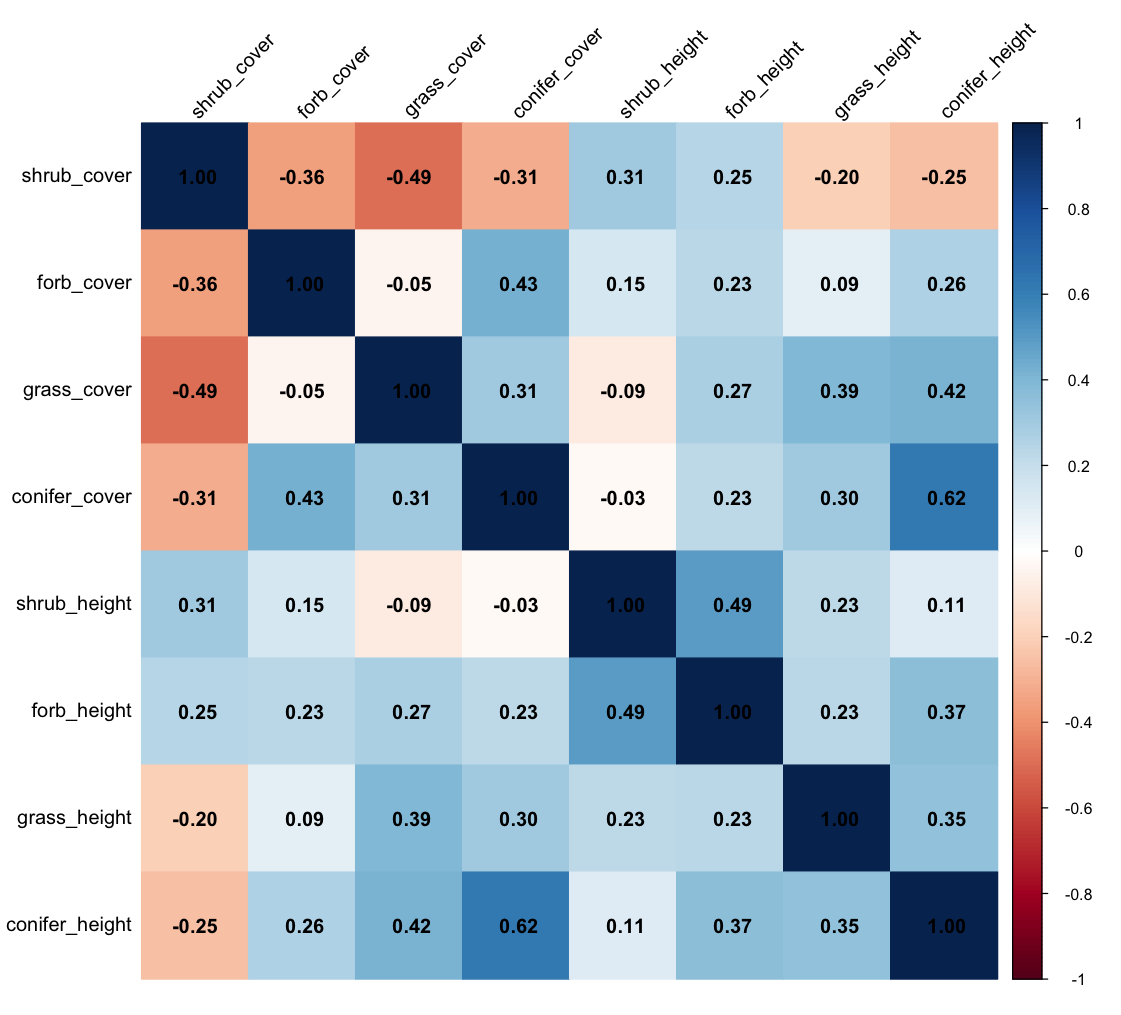 shrub_cover forb_cover grass_cover conifer_cover shrub_height forb_height grass_height conifer_height
shrub_cover 1.00 -0.36 -0.49 -0.31 0.31 0.25 -0.20 -0.25
forb_cover -0.36 1.00 -0.05 0.43 0.15 0.23 0.09 0.26
grass_cover -0.49 -0.05 1.00 0.31 -0.09 0.27 0.39 0.42
conifer_cover -0.31 0.43 0.31 1.00 -0.03 0.23 0.30 0.62
shrub_height 0.31 0.15 -0.09 -0.03 1.00 0.49 0.23 0.11
forb_height 0.25 0.23 0.27 0.23 0.49 1.00 0.23 0.37
grass_height -0.20 0.09 0.39 0.30 0.23 0.23 1.00 0.35
conifer_height -0.25 0.26 0.42 0.62 0.11 0.37 0.35 1.00
1
0.8
0.6
0.4
0.2
0
-0.2
-0.4
-0.6
-0.8
-1